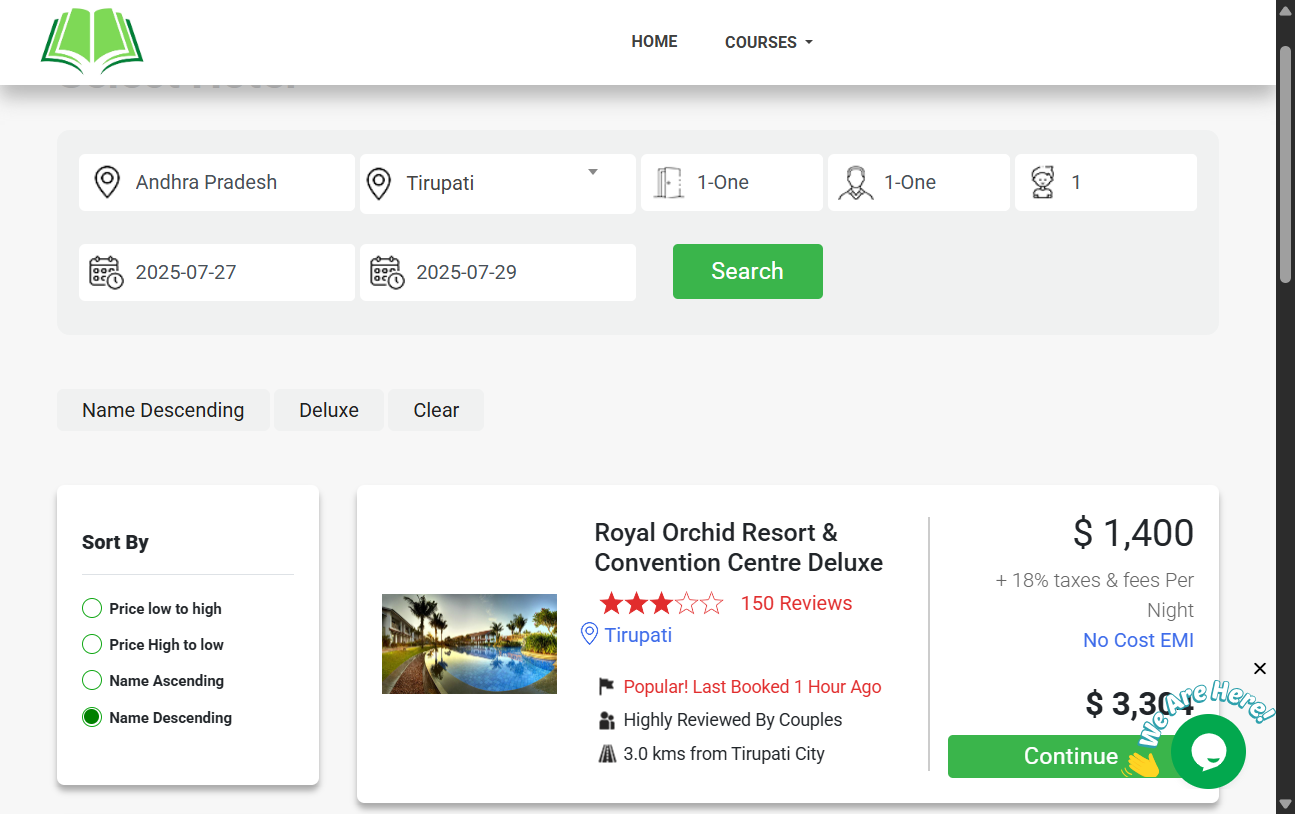 HOME
COURSES
Select Hotel
Andhra Pradesh
Tirupati
1-One
1-One
1
2025-07-27
2025-07-29
Search
Name Descending
Deluxe
Clear
Sort By
Price low to high
Price High to low
Name Ascending
Name Descending
Royal Orchid Resort &
Convention Centre Deluxe
150 Reviews
Tirupati
Popular! Last Booked 1 Hour Ago
Highly Reviewed By Couples
3.0 kms from Tirupati City
$ 1,400
+ 18% taxes & fees Per
Night
No Cost EMI
$ 3,304
We Are Here!
Continue